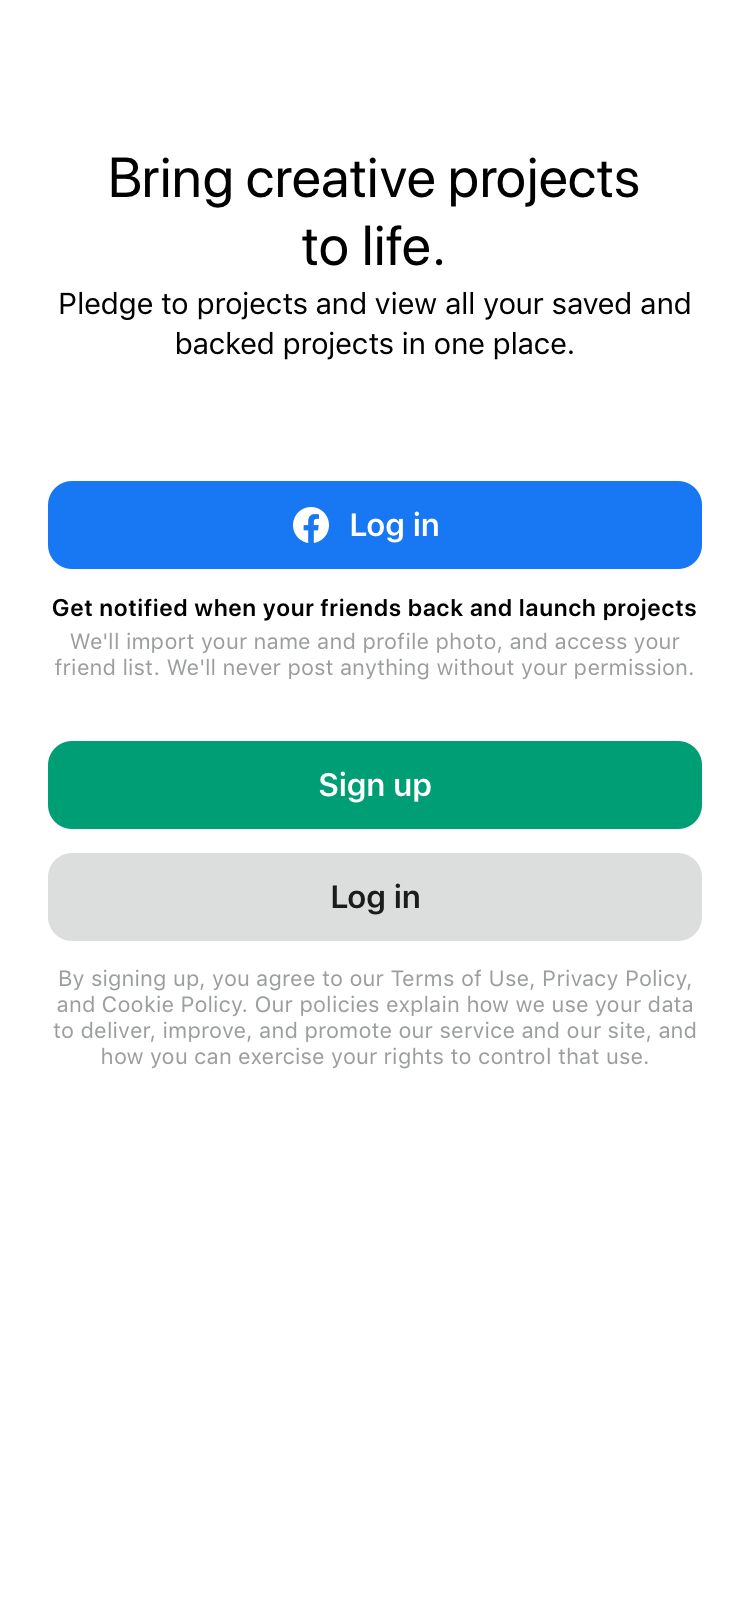 Bring creative projects
to life.
Pledge to projects and view all your saved and
backed projects in one place.
Log in
Get notified when your friends back and launch projects
We'll import your name and profile photo, and access your
friend list. We'll never post anything without your permission.
Sign up
Log in
By signing up, you agree to our Terms of Use, Privacy Policy,
and Cookie Policy. Our policies explain how we use your data
to deliver, improve, and promote our service and our site, and
how you can exercise your rights to control that use.